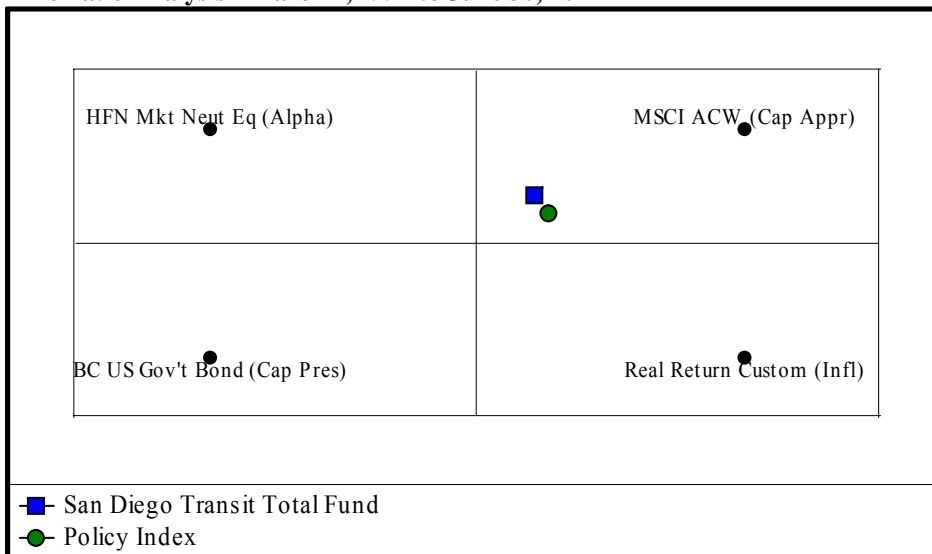 HFN Mkt Neut Eq (Alpha)
MSCI ACW (Cap Appr)
BC US Gov't Bond (Cap Pres)
Real Return Custom (Infl)
San Diego Transit Total Fund
Policy Index